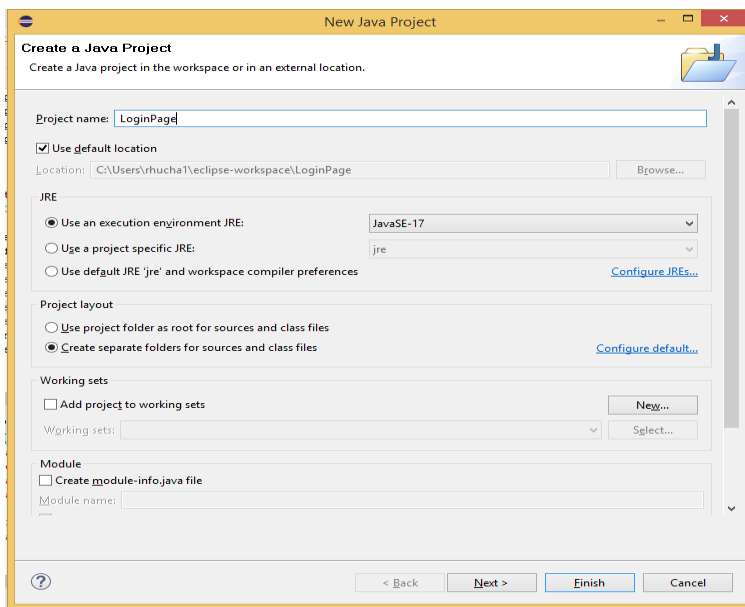 New Java Project
Create a Java Project
Create a Java project in the workspace or in an external location.
Project name: LoginPage
Use default location
Location: C:\Users\rhucha1\eclipse-workspace\LoginPage Browse...
JRE
Use an execution environment JRE: JavaSE-17
Use a project specific JRE: jre
Use default JRE 'jre' and workspace compiler preferences Configure JREs...
Project layout
Use project folder as root for sources and class files
Create separate folders for sources and class files Configure default...
Working sets
Add project to working sets New...
Working sets: Select...
Module
Create module-info.java file
Module name:
< Back Next > Finish Cancel